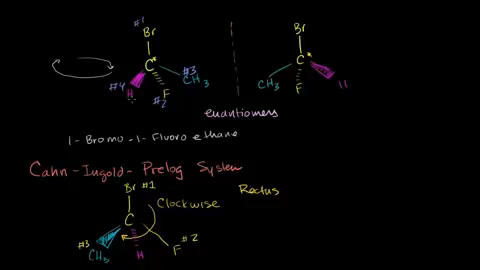 #1
Br Br
C* C*
#3
CH3 CH3
#4 H F #2 F H
enantiomers
1-Bromo-1-Fluoro ethane
Cahn-Ingold-Prelog System
Br #1 Rectus
Clockwise
C
#3 F #2
CH3 H